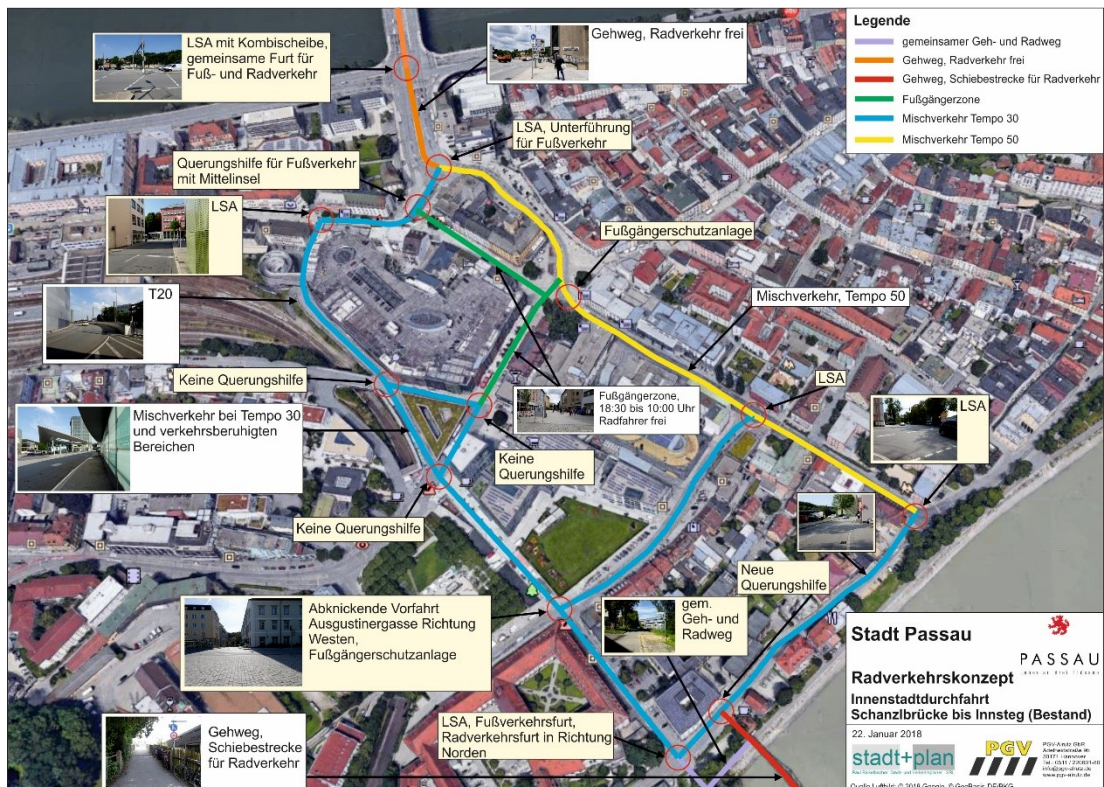 LSA mit Kombischeibe,
gemeinsame Furt für
Fuß- und Radverkehr
Gehweg, Radverkehr frei
Legende
gemeinsamer Geh- und Radweg
Gehweg, Radverkehr frei
Gehweg, Schiebestrecke für Radverkehr
Fußgängerzone
Mischverkehr Tempo 30
Mischverkehr Tempo 50
LSA, Unterführung
für Fußverkehr
Querungshilfe für Fußverkehr
mit Mittelinsel
LSA
Fußgängerschutzanlage
T20
Mischverkehr, Tempo 50
Keine Querungshilfe
LSA
Fußgängerzone,
18:30 bis 10:00 Uhr
Radfahrer frei
LSA
Mischverkehr bei Tempo 30
und verkehrsberuhigten
Bereichen
Keine
Querungshilfe
Keine Querungshilfe
Neue
Querungshilfe
Abknickende Vorfahrt
Ausgustinergasse Richtung
Westen,
Fußgängerschutzanlage
gem.
Geh- und
Radweg
Stadt Passau
PASSAU
Radverkehrskonzept
Innenstadtdurchfahrt
Schanzlbrücke bis Innsteg (Bestand)
22. Januar 2018
LSA, Fußverkehrsfurt,
Radverkehrsfurt in Richtung
Norden
Gehweg,
Schiebestrecke
für Radverkehr
stadt+plan
PGV
PGV-Alrutz GbR
Hannover